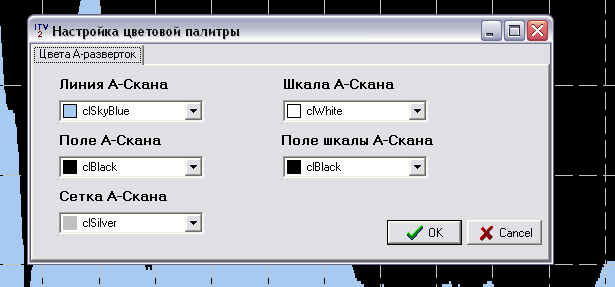 ITV 2 Настройка цветовой палитры
Цвета А-разверток
Линия А-Скана
Шкала А-Скана
clSkyBlue
clWhite
Поле А-Скана
Поле шкалы А-Скана
clBlack
clBlack
Сетка А-Скана
clSilver
OK
Cancel